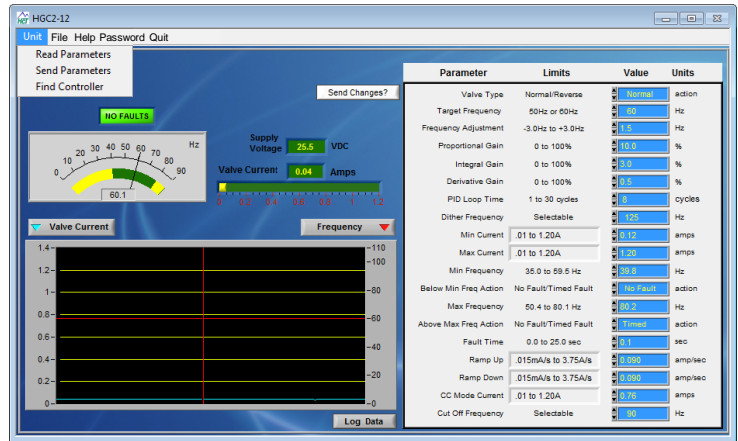 HGC2-12
Unit File Help Password Quit
Read Parameters
Send Parameters
Find Controller
Send Changes?
NO FAULTS
Hz
0 10 20 30 40 50 60 70 80 90
60.1
Supply Voltage 25.5 VDC
Valve Current 0.04 Amps
0 0.2 0.4 0.6 0.8 1 1.2
Valve Current
Frequency
1.4
1.2
1
0.8
0.6
0.4
0.2
0
110
100
80
60
40
20
0
Log Data
Parameter Limits Value Units
Valve Type Normal/Reverse Normal action
Target Frequency 50Hz or 60Hz 60 Hz
Frequency Adjustment -3.0Hz to +3.0Hz 1.5 Hz
Proportional Gain 0 to 100% 10.0 %
Integral Gain 0 to 100% 3.0 %
Derivative Gain 0 to 100% 0.5 %
PID Loop Time 1 to 30 cycles 8 cycles
Dither Frequency Selectable 125 Hz
Min Current .01 to 1.20A 0.12 amps
Max Current .01 to 1.20A 1.20 amps
Min Frequency 35.0 to 59.5 Hz 39.8 Hz
Below Min Freq Action No Fault/Timed Fault No Fault action
Max Frequency 50.4 to 80.1 Hz 80.2 Hz
Above Max Freq Action No Fault/Timed Fault Timed action
Fault Time 0.0 to 25.0 sec 0.1 sec
Ramp Up .015mA/s to 3.75A/s 0.090 amp/sec
Ramp Down .015mA/s to 3.75A/s 0.090 amp/sec
CC Mode Current .01 to 1.20A 0.76 amps
Cut Off Frequency Selectable 90 Hz